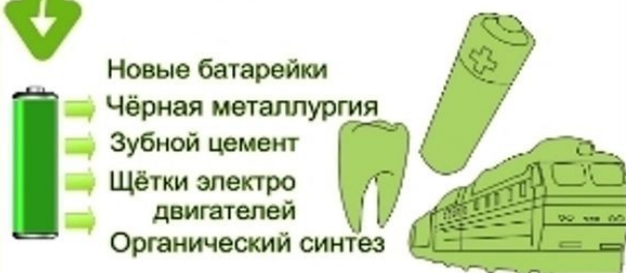 Новые батарейки
Чёрная металлургия
Зубной цемент
Щётки электро
двигателей
Органический синтез